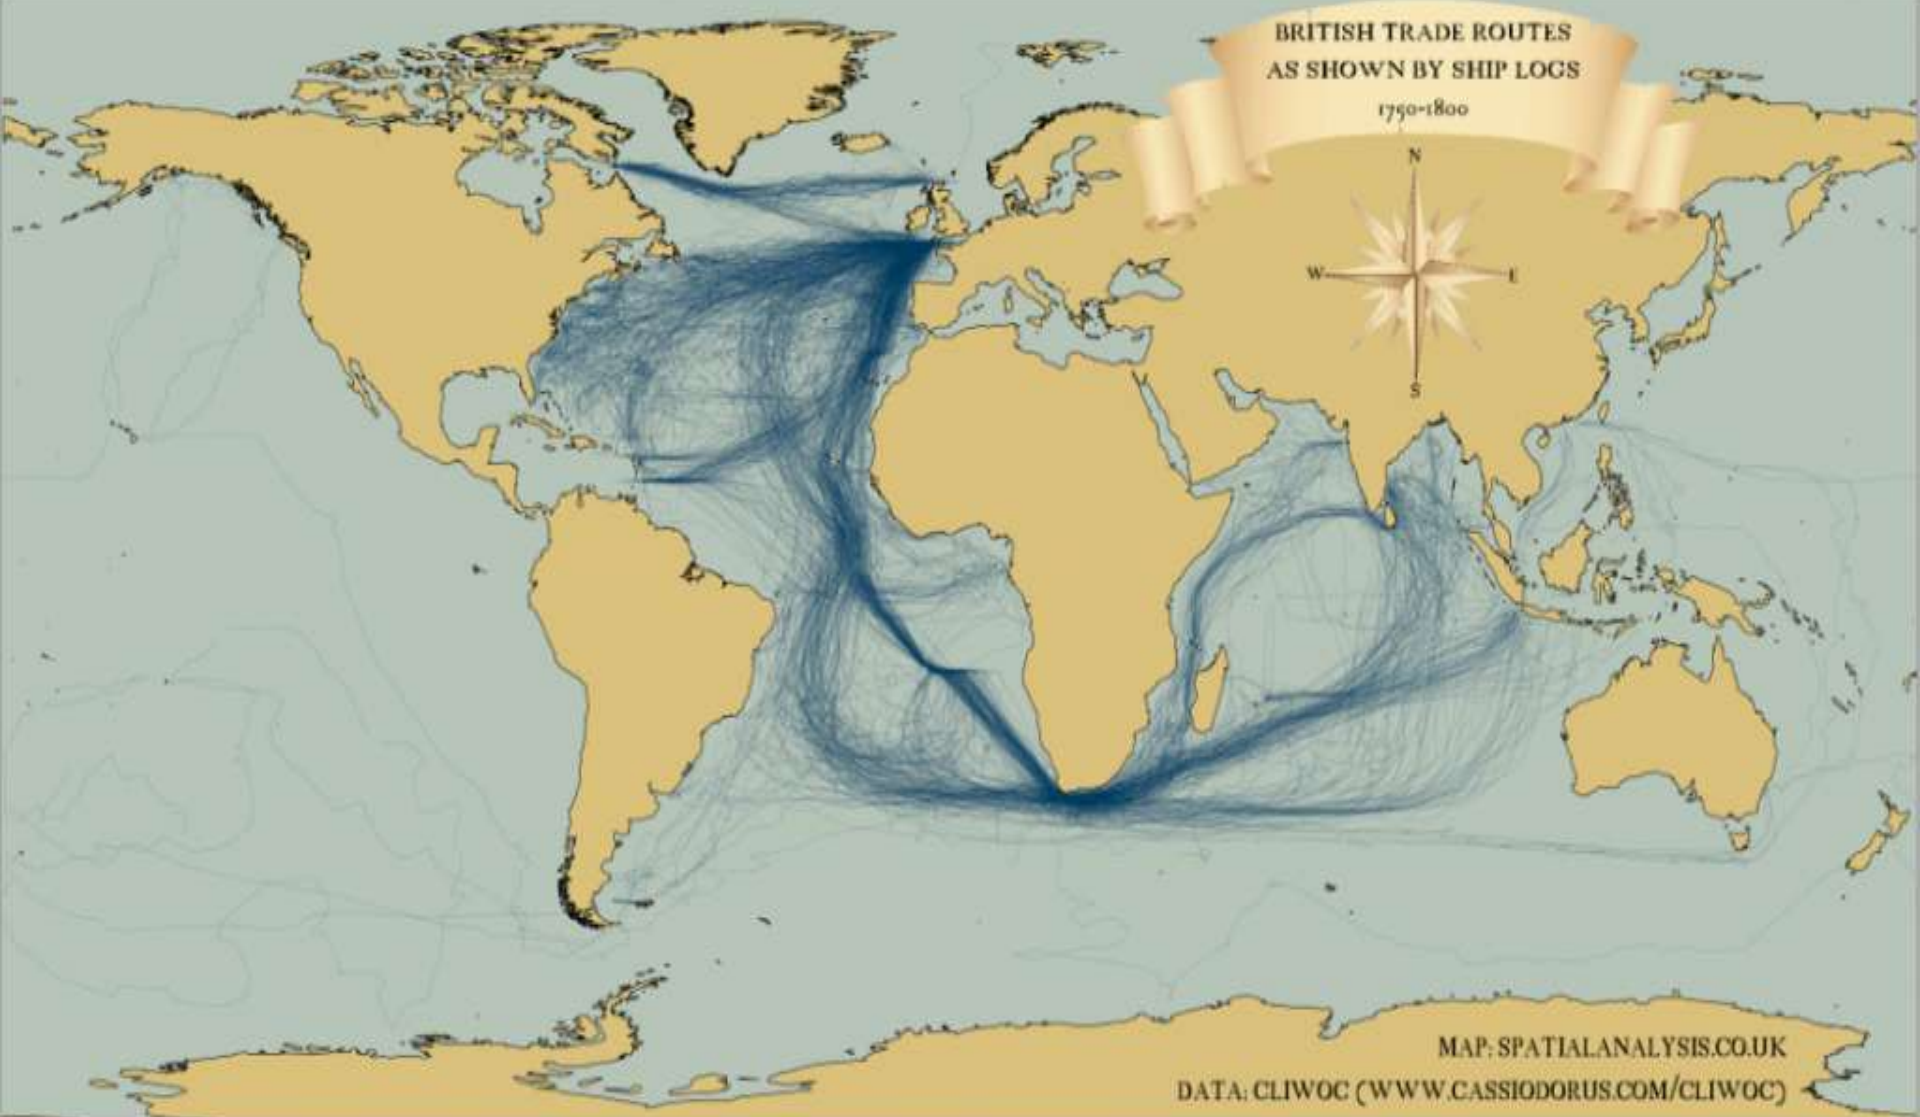 BRITISH TRADE ROUTES
AS SHOWN BY SHIP LOGS
1750-1800
N
W
E
S
MAP: SPATIALANALYSIS.CO.UK
DATA: CLIWOC (WWW.CASSIODORUS.COM/CLIWOC)